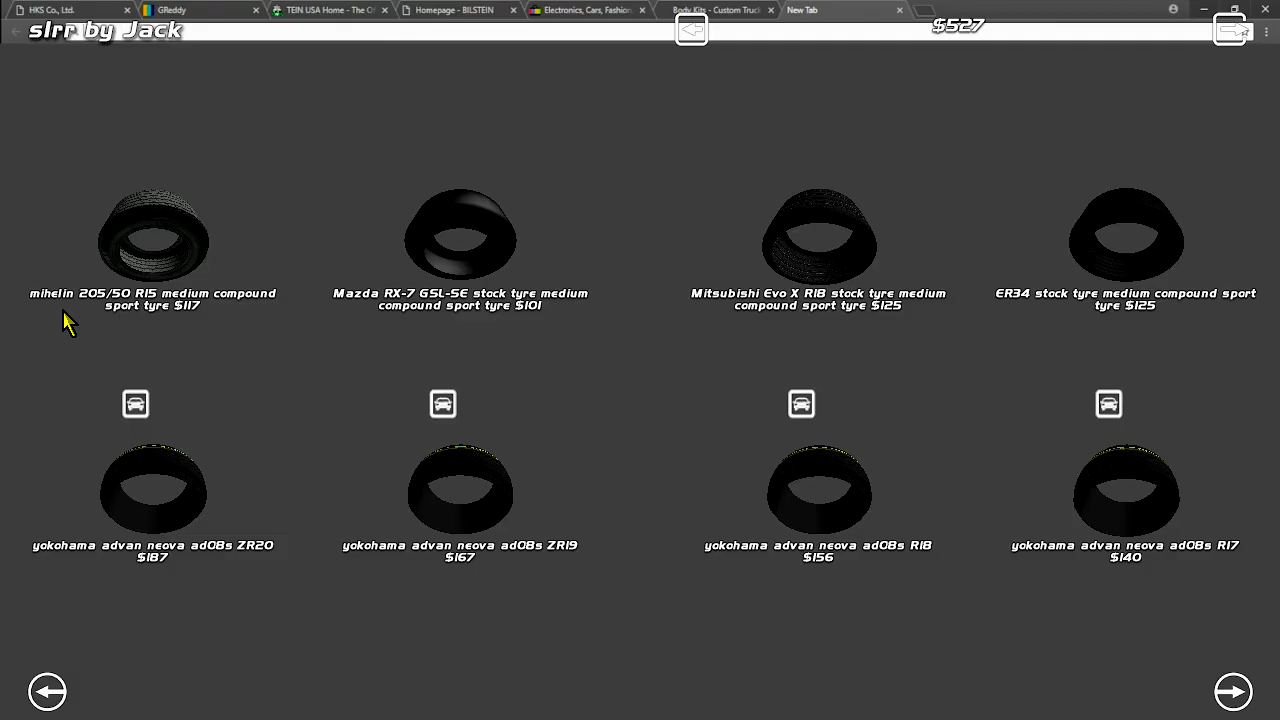 HKS Co., Ltd.
GReddy
TEIN USA Home - The O
Homepage - BILSTEIN
Electronics, Cars, Fashion
Body Kits - Custom Truck
New Tab
slrr by Jack
$527
mihelin 205/50 R15 medium compound
sport tyre $117
Mazda RX-7 GSL-SE stock tyre medium
compound sport tyre $101
Mitsubishi Evo X R18 stock tyre medium
compound sport tyre $125
ER34 stock tyre medium compound sport
tyre $125
yokohama advan neova ad08s ZR20
$187
yokohama advan neova ad08s ZR19
$167
yokohama advan neova ad08s R18
$156
yokohama advan neova ad08s R17
$140